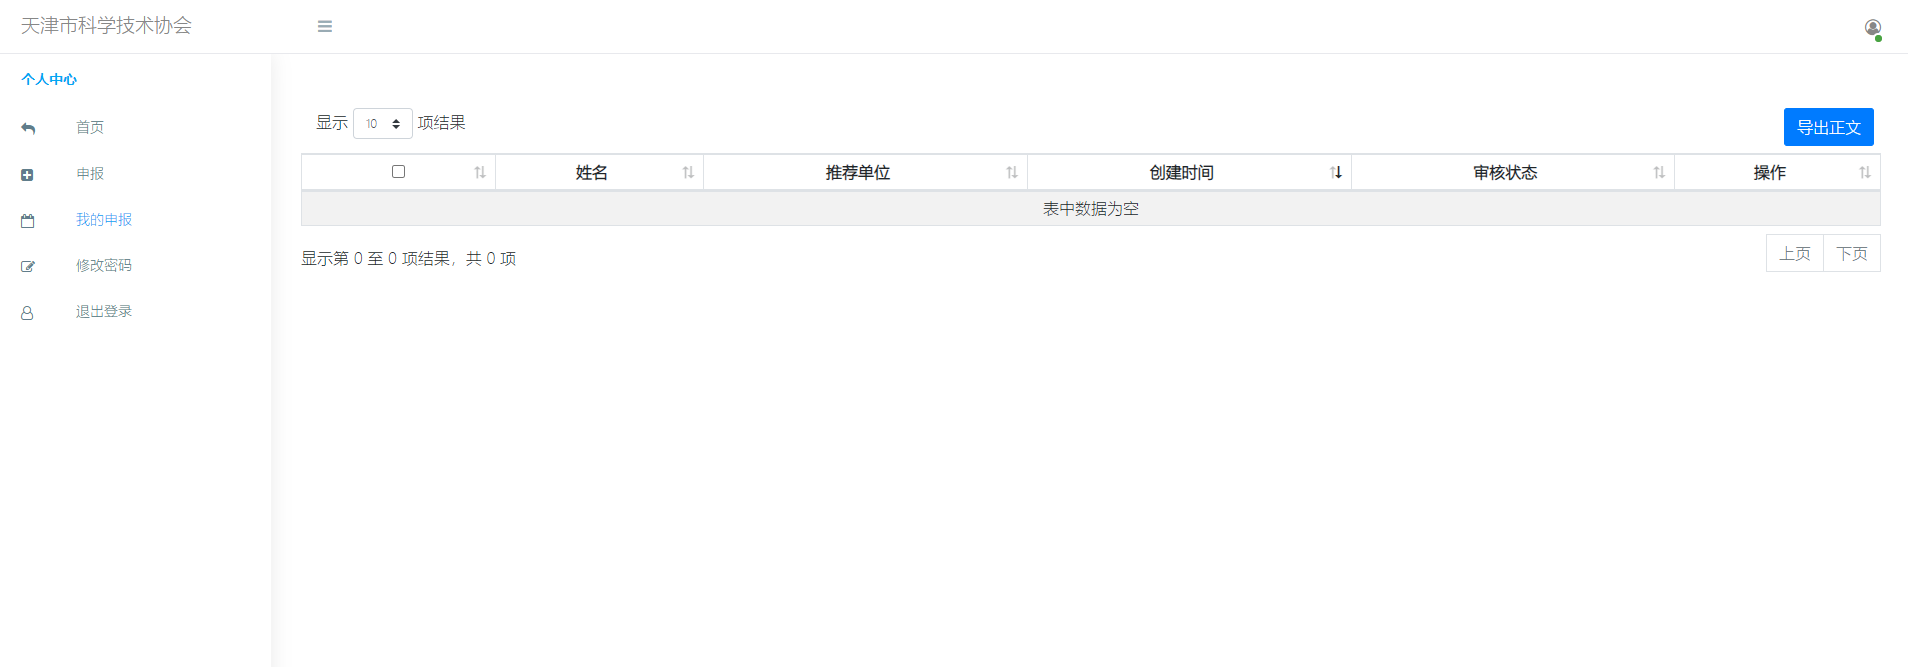 天津市科学技术协会
个人中心
首页
申报
我的申报
修改密码
退出登录
显示 10 项结果
导出正文
姓名 推荐单位 创建时间 审核状态 操作
表中数据为空
显示第 0 至 0 项结果，共 0 项
上页 下页